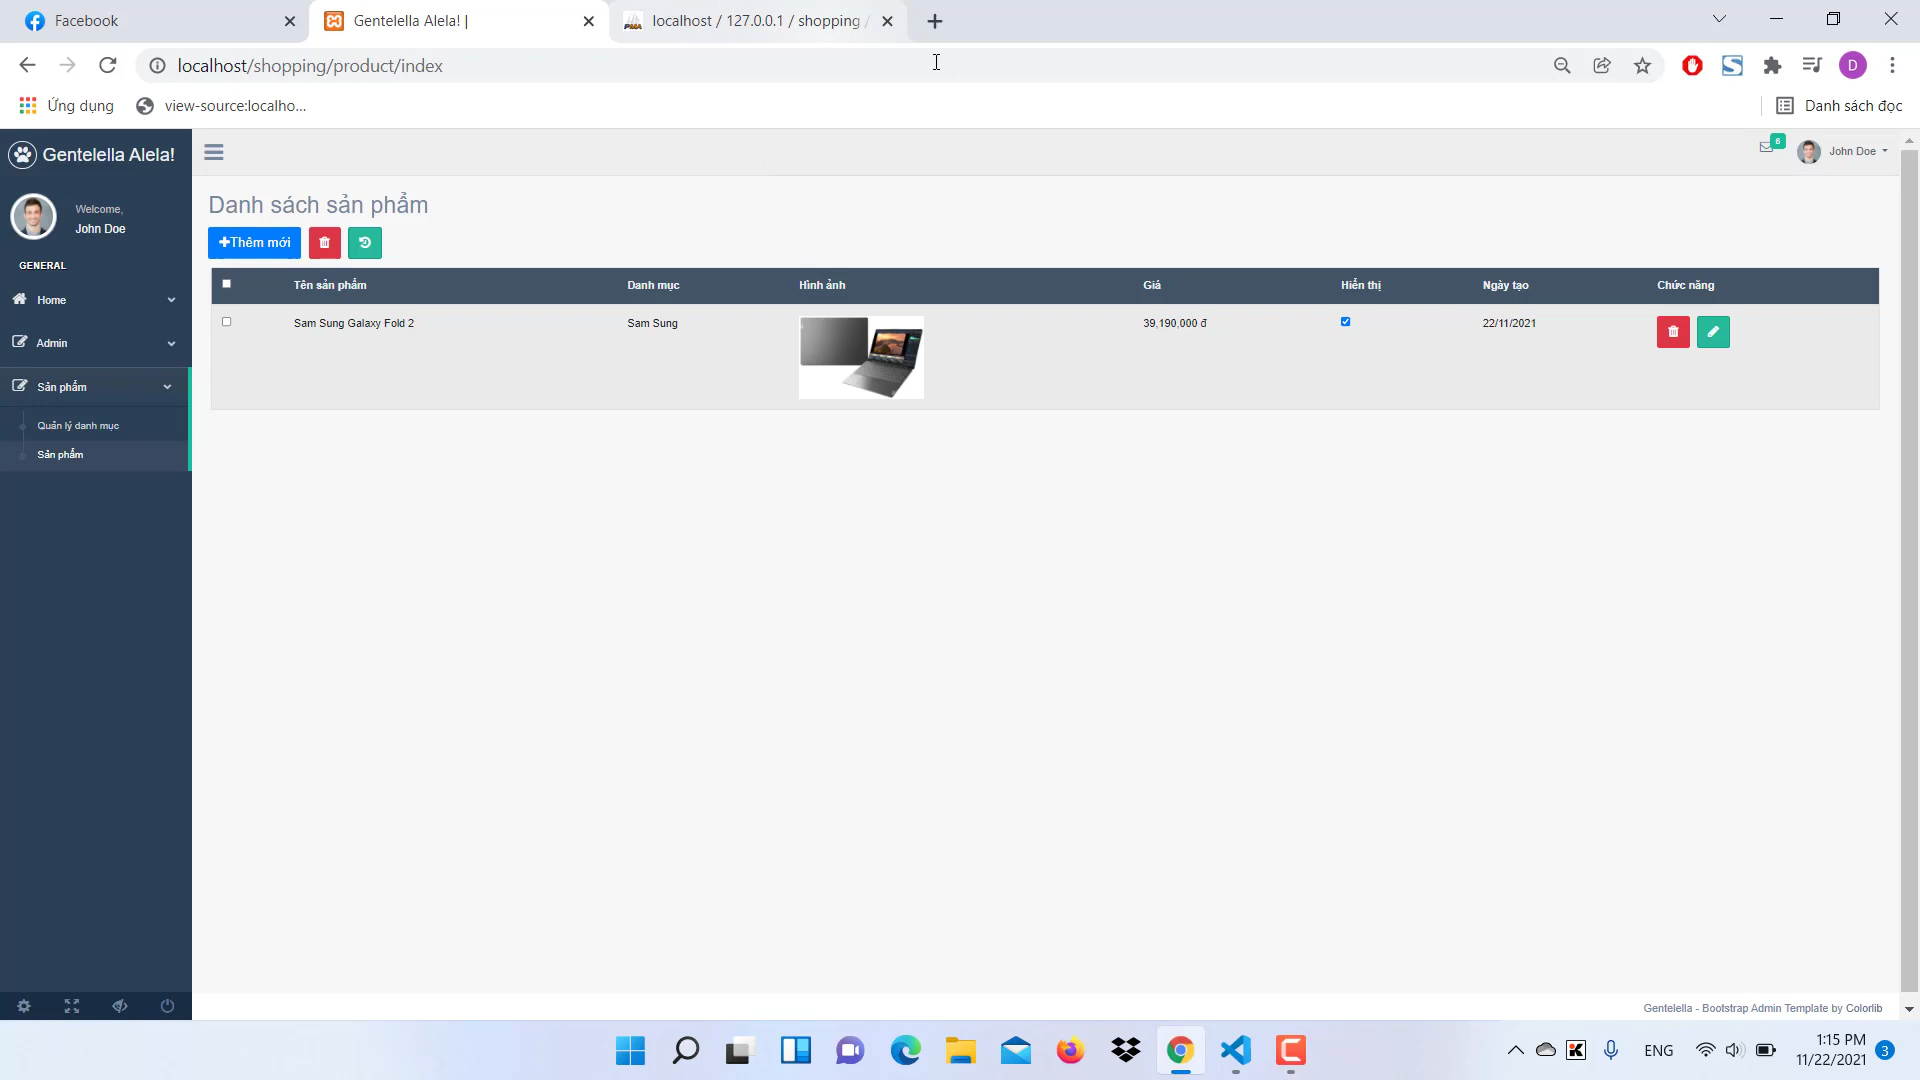 Facebook
Gentelella Alela! |
localhost / 127.0.0.1 / shopping /
localhost/shopping/product/index
D
Ứng dụng
view-source:localho...
Danh sách đọc
Gentelella Alela!
6
John Doe
Welcome,
John Doe
GENERAL
Home
Admin
Sản phẩm
Quản lý danh mục
Sản phẩm
Danh sách sản phẩm
Thêm mới
Tên sản phẩm Danh mục Hình ảnh Giá Hiển thị Ngày tạo Chức năng
Sam Sung Galaxy Fold 2 Sam Sung 39,190,000 đ 22/11/2021
Gentelella - Bootstrap Admin Template by Colorlib
ENG
1:15 PM
11/22/2021
3